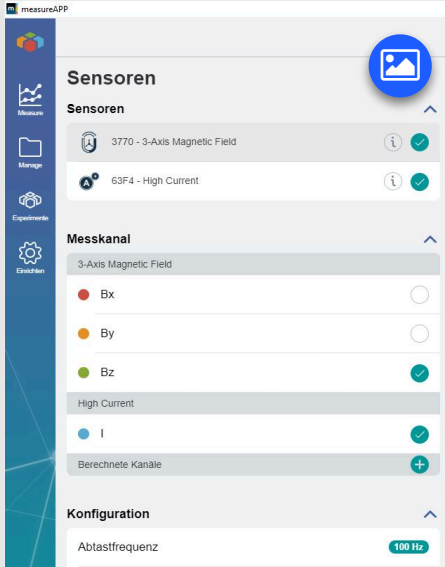 m measureAPP
Sensoren
Measure
Sensoren
3770 - 3-Axis Magnetic Field
i
Manage
A
63F4 - High Current
i
Experimente
Messkanal
Einrichten
3-Axis Magnetic Field
Bx
By
Bz
High Current
I
Berechnete Kanäle
Konfiguration
Abtastfrequenz
100 Hz